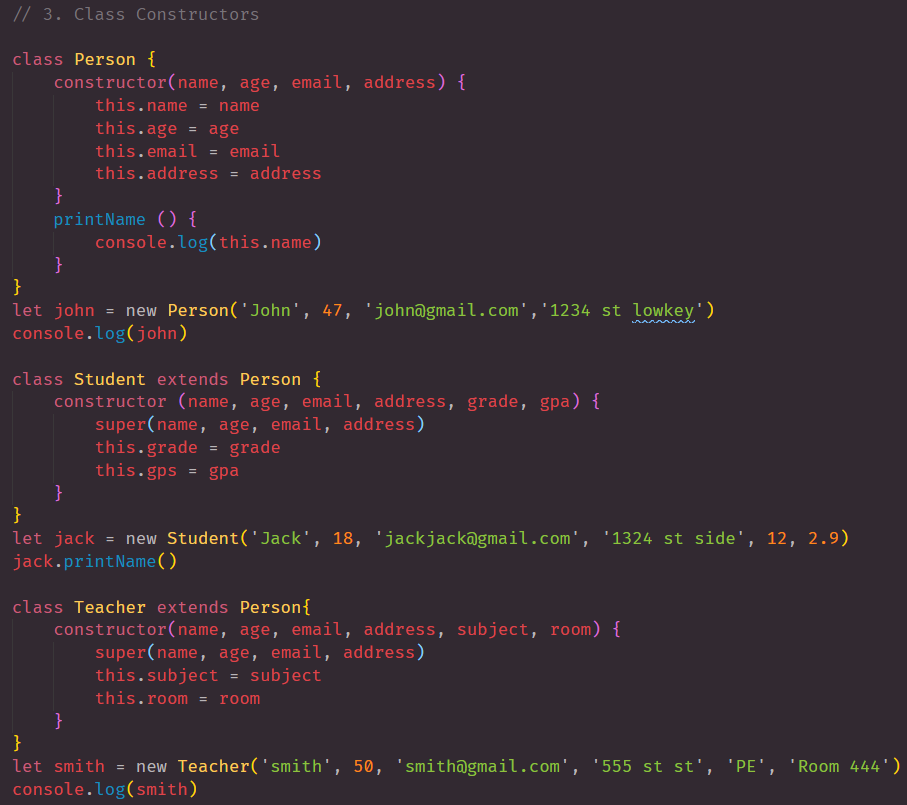 // 3. Class Constructors
class Person {
constructor(name, age, email, address) {
this.name = name
this.age = age
this.email = email
this.address = address
}
printName () {
console.log(this.name)
}
}
let john = new Person('John', 47, 'john@gmail.com','1234 st lowkey')
console.log(john)
class Student extends Person {
constructor (name, age, email, address, grade, gpa) {
super(name, age, email, address)
this.grade = grade
this.gps = gpa
}
}
let jack = new Student('Jack', 18, 'jackjack@gmail.com', '1324 st side', 12, 2.9)
jack.printName()
class Teacher extends Person{
constructor(name, age, email, address, subject, room) {
super(name, age, email, address)
this.subject = subject
this.room = room
}
}
let smith = new Teacher('smith', 50, 'smith@gmail.com', '555 st st', 'PE', 'Room 444')
console.log(smith)